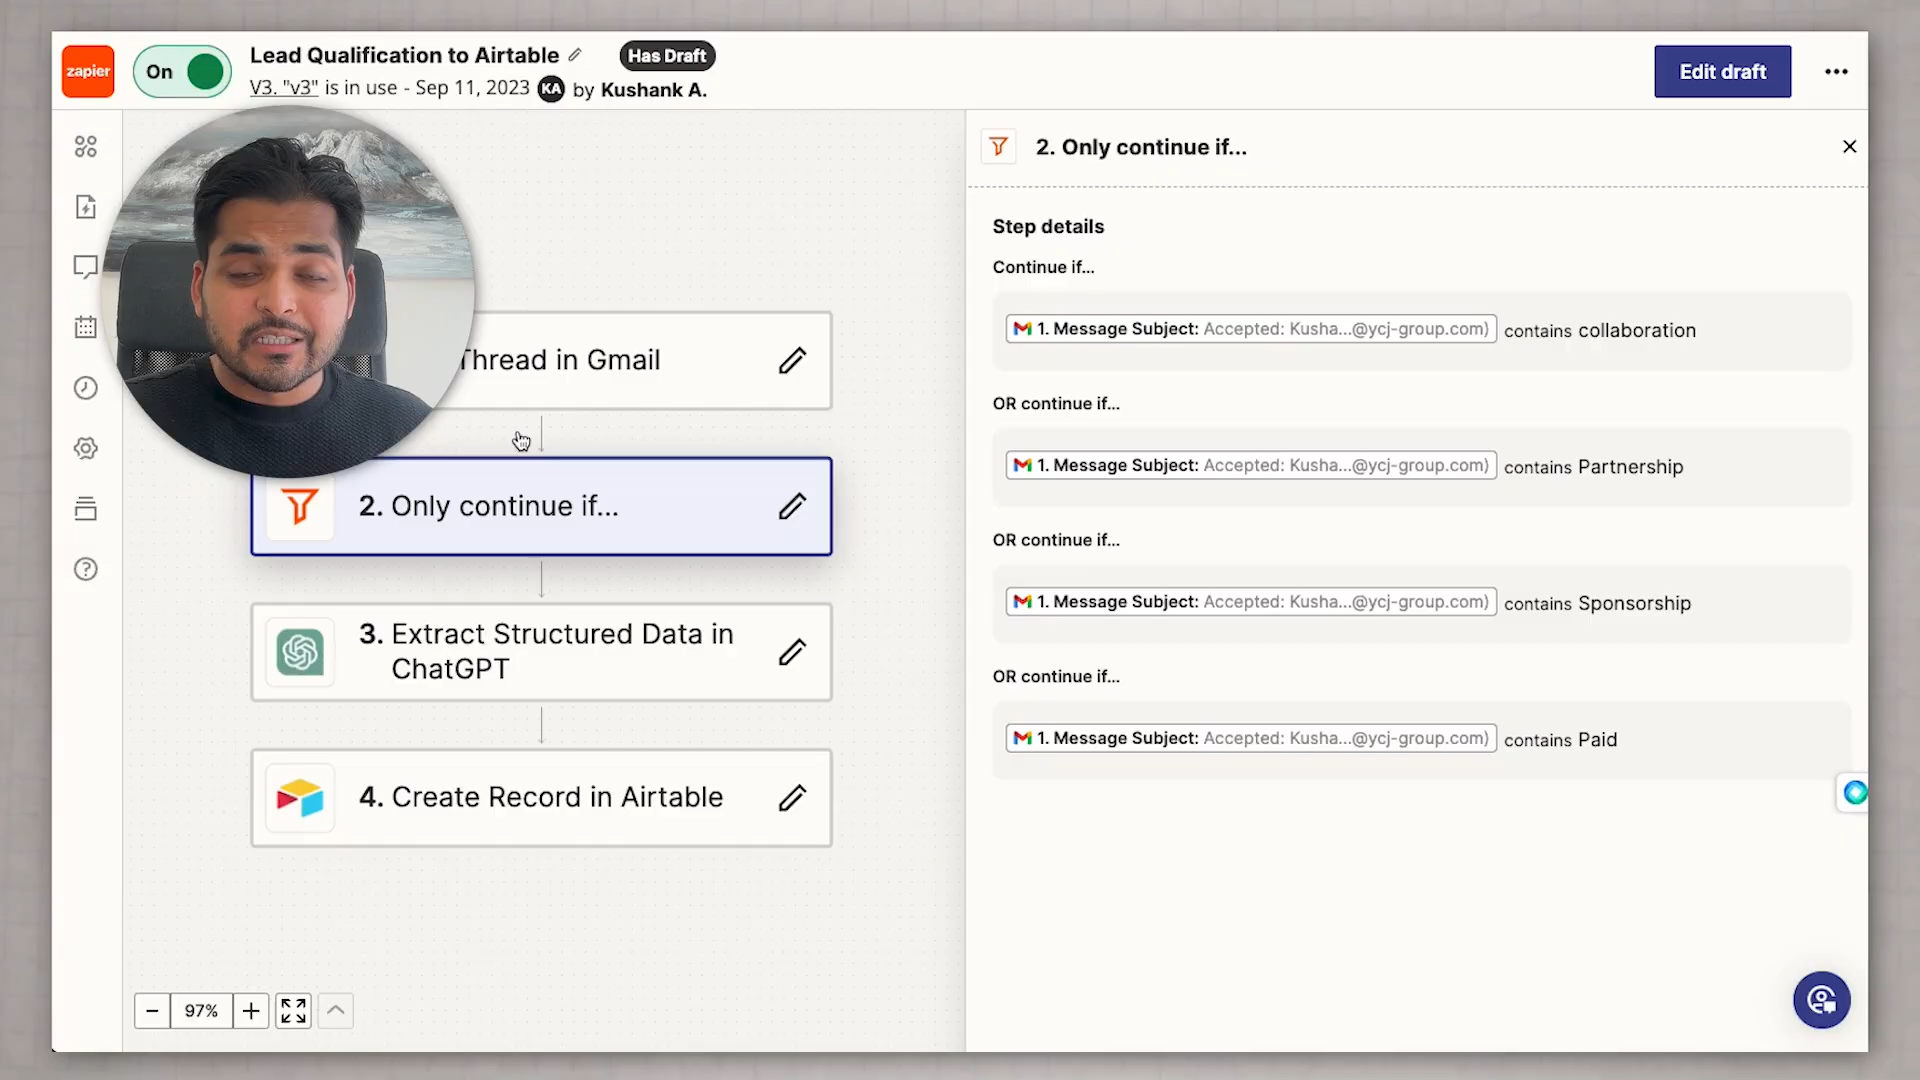 zapier
On
Lead Qualification to Airtable
Has Draft
V3. "v3" is in use - Sep 11, 2023 KA by Kushank A.
Edit draft
Thread in Gmail
2. Only continue if...
3. Extract Structured Data in
ChatGPT
4. Create Record in Airtable
97%
2. Only continue if...
Step details
Continue if...
1. Message Subject: Accepted: Kusha...@ycj-group.com) contains collaboration
OR continue if...
1. Message Subject: Accepted: Kusha...@ycj-group.com) contains Partnership
OR continue if...
1. Message Subject: Accepted: Kusha...@ycj-group.com) contains Sponsorship
OR continue if...
1. Message Subject: Accepted: Kusha...@ycj-group.com) contains Paid